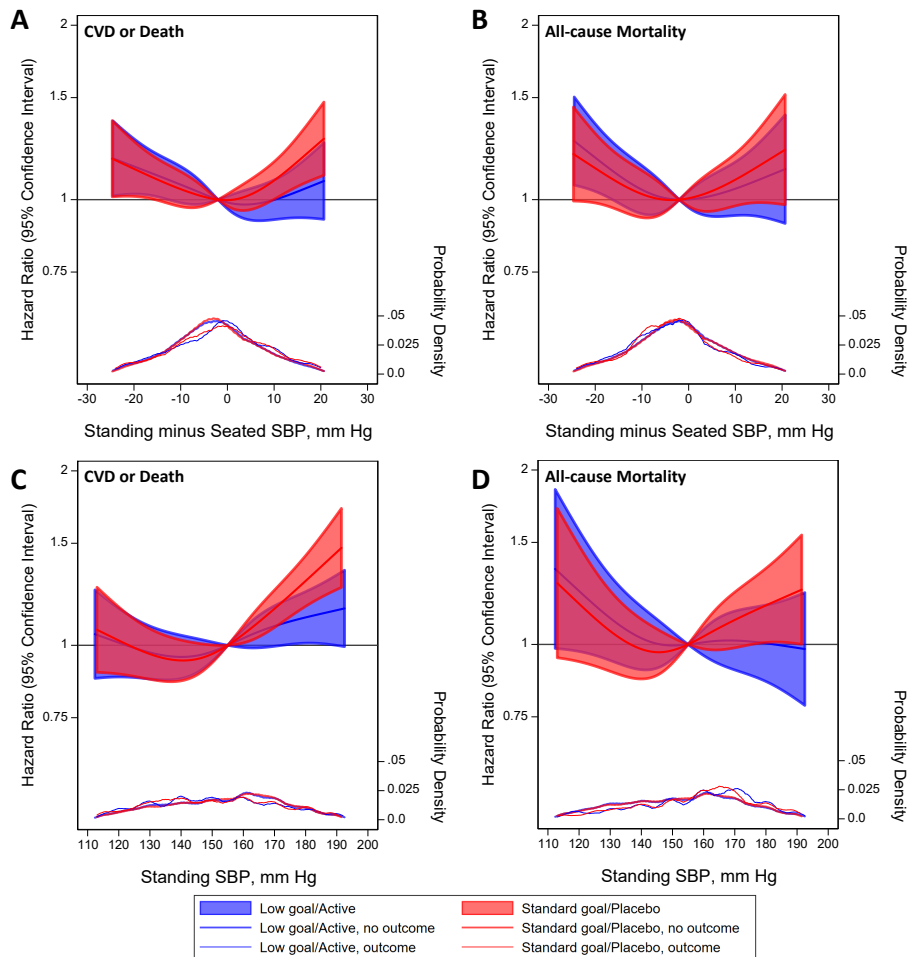 A
CVD or Death
Hazard Ratio (95% Confidence Interval)
2
1.5
1
0.75
Probability Density
.05
0.025
0.0
-30 -20 -10 0 10 20 30
Standing minus Seated SBP, mm Hg
B
All-cause Mortality
Hazard Ratio (95% Confidence Interval)
2
1.5
1
0.75
Probability Density
.05
0.025
0.0
-30 -20 -10 0 10 20 30
Standing minus Seated SBP, mm Hg
C
CVD or Death
Hazard Ratio (95% Confidence Interval)
2
1.5
1
0.75
Probability Density
.05
0.025
0.0
110 120 130 140 150 160 170 180 190 200
Standing SBP, mm Hg
D
All-cause Mortality
Hazard Ratio (95% Confidence Interval)
2
1.5
1
0.75
Probability Density
.05
0.025
0.0
110 120 130 140 150 160 170 180 190 200
Standing SBP, mm Hg
Low goal/Active
Standard goal/Placebo
Low goal/Active, no outcome
Standard goal/Placebo, no outcome
Low goal/Active, outcome
Standard goal/Placebo, outcome